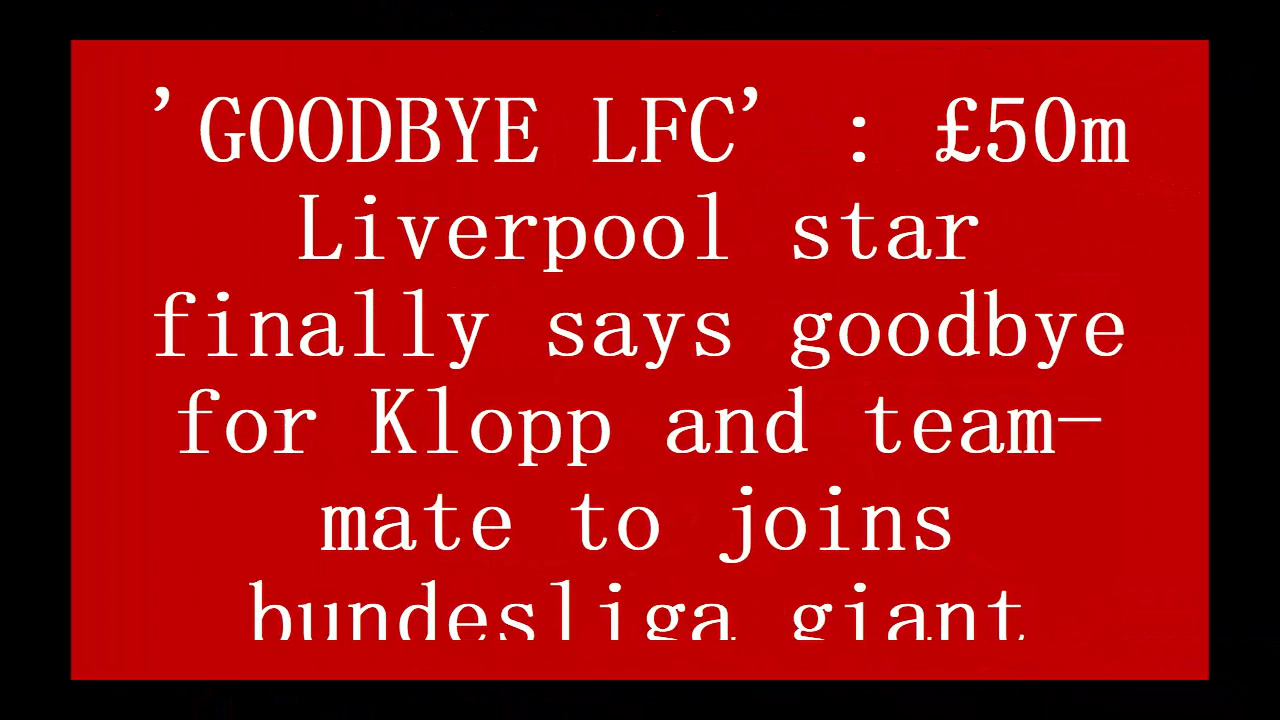 ’GOODBYE LFC’ : £50m
Liverpool star
finally says goodbye
for Klopp and team-
mate to joins
bundesliga giant